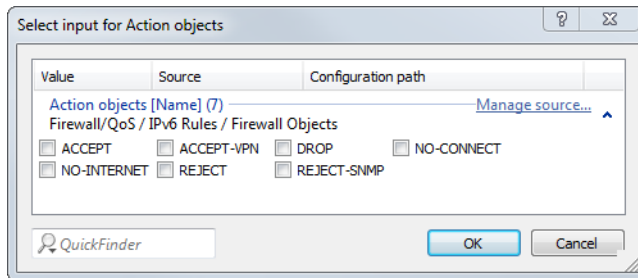 Select input for Action objects
Value Source Configuration path
Action objects [Name] (7) Manage source...
Firewall/QoS / IPv6 Rules / Firewall Objects
ACCEPT ACCEPT-VPN DROP NO-CONNECT
NO-INTERNET REJECT REJECT-SNMP
QuickFinder OK Cancel